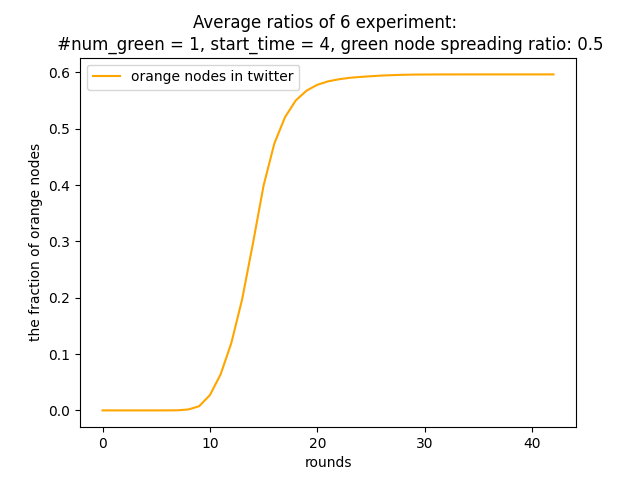 Average ratios of 6 experiment:
#num_green = 1, start_time = 4, green node spreading ratio: 0.5
orange nodes in twitter
the fraction of orange nodes
0.6
0.5
0.4
0.3
0.2
0.1
0.0
0 10 20 30 40
rounds